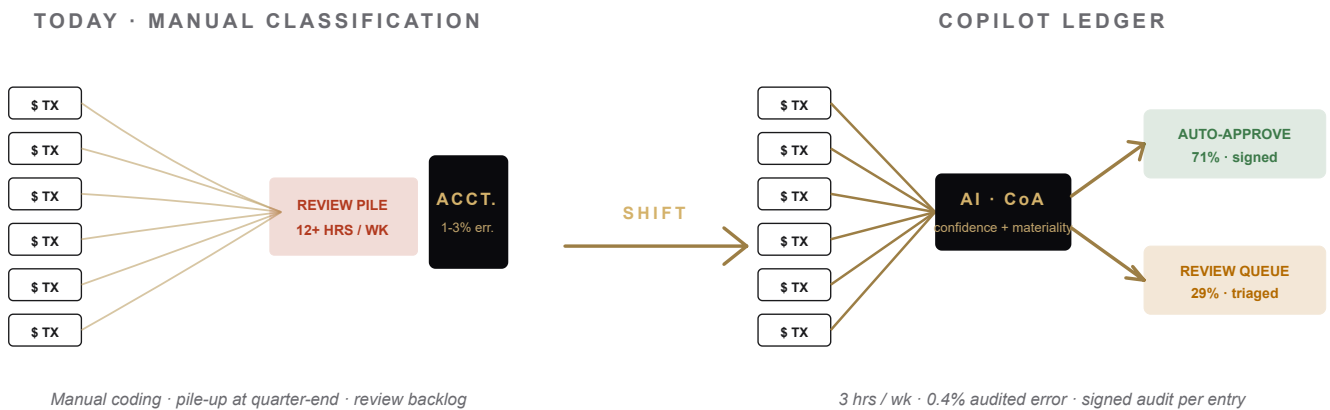 TODAY · MANUAL CLASSIFICATION
$ TX
$ TX
$ TX
$ TX
$ TX
$ TX
REVIEW PILE
12+ HRS / WK
ACCT.
1-3% err.
Manual coding · pile-up at quarter-end · review backlog
SHIFT
COPILOT LEDGER
$ TX
$ TX
$ TX
$ TX
$ TX
$ TX
AI · CoA
confidence + materiality
AUTO-APPROVE
71% · signed
REVIEW QUEUE
29% · triaged
3 hrs / wk · 0.4% audited error · signed audit per entry